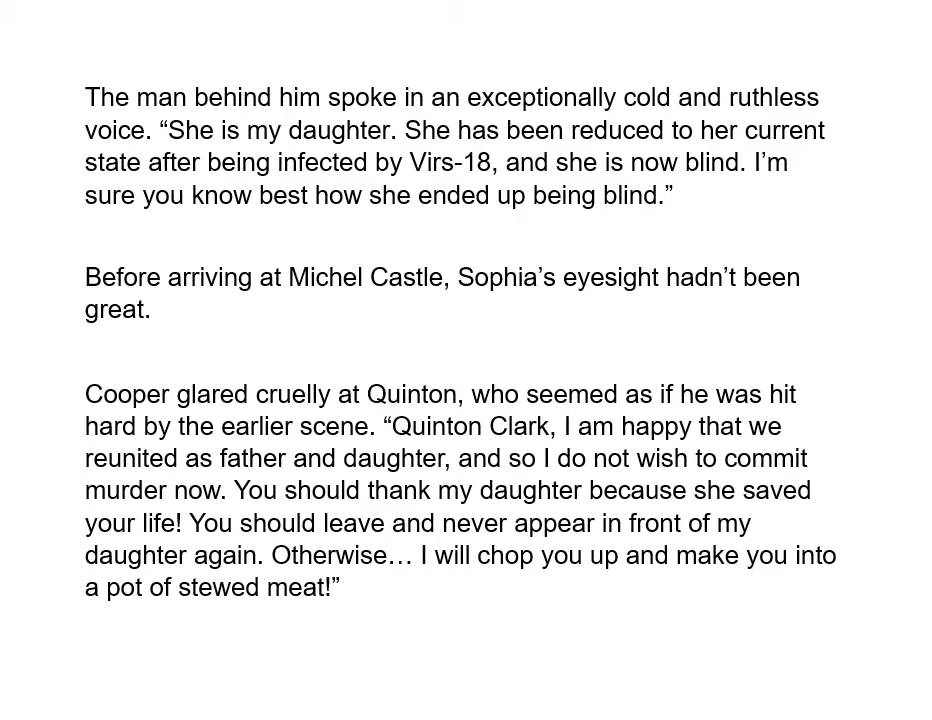 The man behind him spoke in an exceptionally cold and ruthless
voice. “She is my daughter. She has been reduced to her current
state after being infected by Virs-18, and she is now blind. I’m
sure you know best how she ended up being blind.”
Before arriving at Michel Castle, Sophia’s eyesight hadn’t been
great.
Cooper glared cruelly at Quinton, who seemed as if he was hit
hard by the earlier scene. “Quinton Clark, I am happy that we
reunited as father and daughter, and so I do not wish to commit
murder now. You should thank my daughter because she saved
your life! You should leave and never appear in front of my
daughter again. Otherwise… I will chop you up and make you into
a pot of stewed meat!”